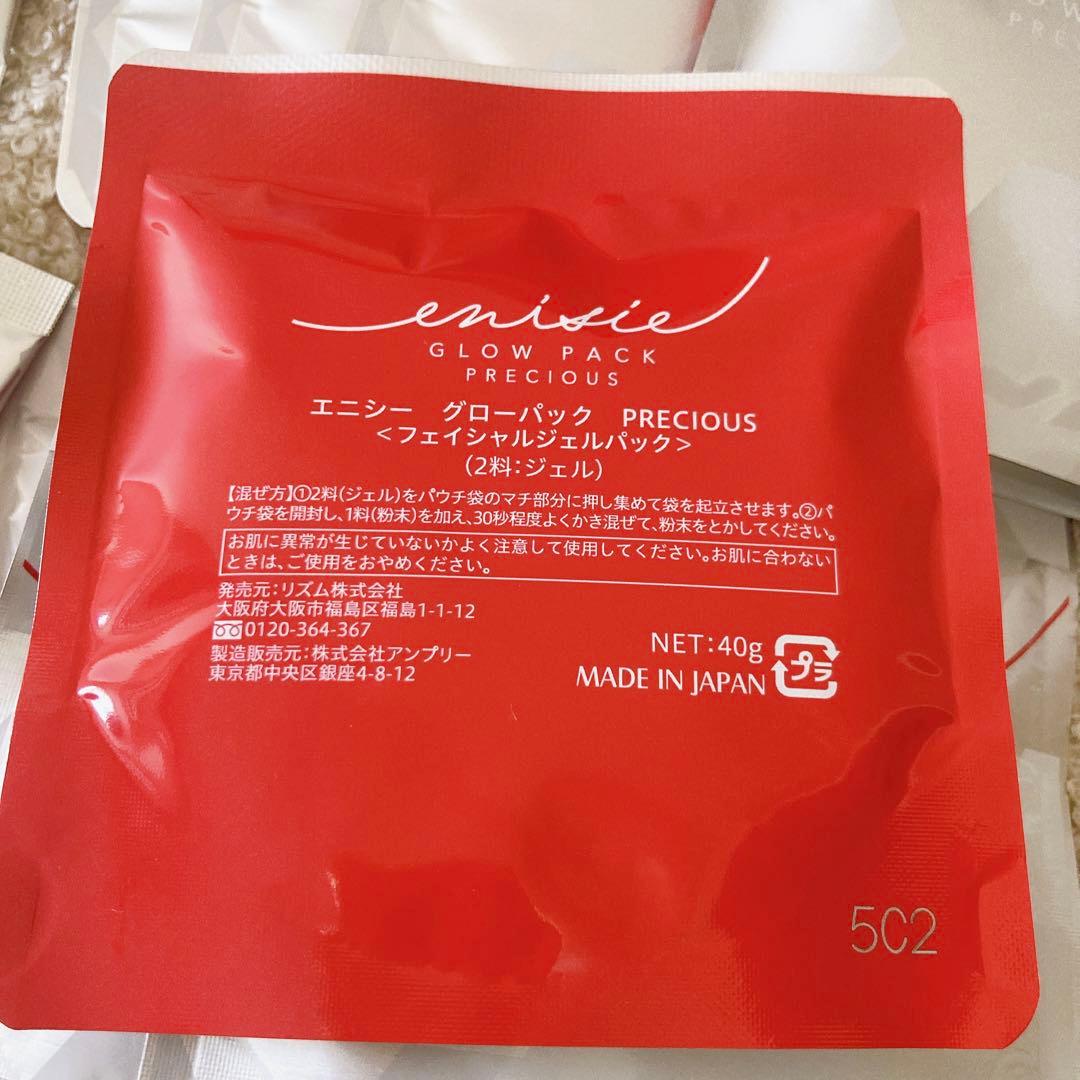 enisie
GLOW PACK
PRECIOUS
エニシー　グローパック　PRECIOUS
<フェイシャルジェルパック>
(2料:ジェル)
【混ぜ方】①2料(ジェル)をパウチ袋のマチ部分に押し集めて袋を起立させます。②パ
ウチ袋を開封し、1料(粉末)を加え、30秒程度よくかき混ぜて、粉末をとかしてください。
お肌に異常が生じていないかよく注意して使用してください。お肌に合わない
ときは、ご使用をおやめください。
発売元:リズム株式会社
大阪府大阪市福島区福島1-1-12
0120-364-367
製造販売元:株式会社アンプリー
東京都中央区銀座4-8-12
NET:40g
プラ
MADE IN JAPAN
5C2